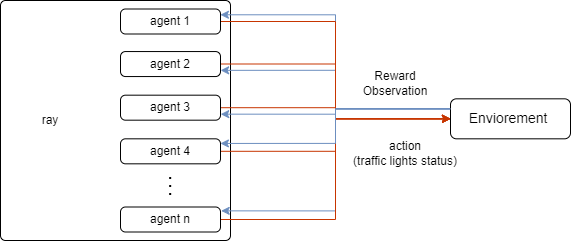 agent 1
agent 2
agent 3
ray
agent 4
agent n
Reward
Observation
Enviorement
action
(traffic lights status)